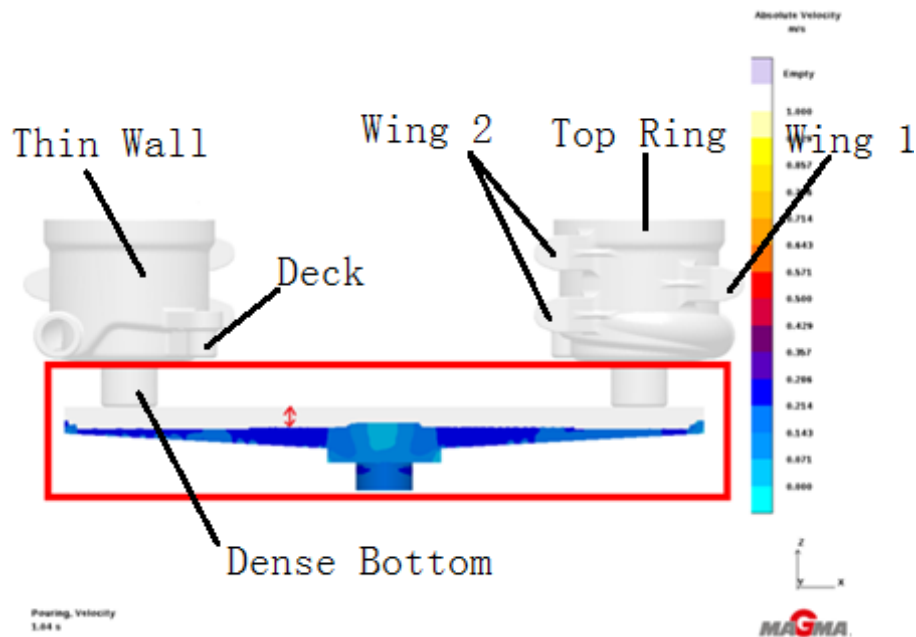 Absolute Velocity
m/s
Empty
1.000
0.857
0.714
0.643
0.571
0.500
0.429
0.357
0.286
0.214
0.143
0.071
0.000
Thin Wall
Wing 2
Top Ring
Wing 1
Deck
Dense Bottom
Z
Y
X
Pouring, Velocity
1.04 s
MAGMA